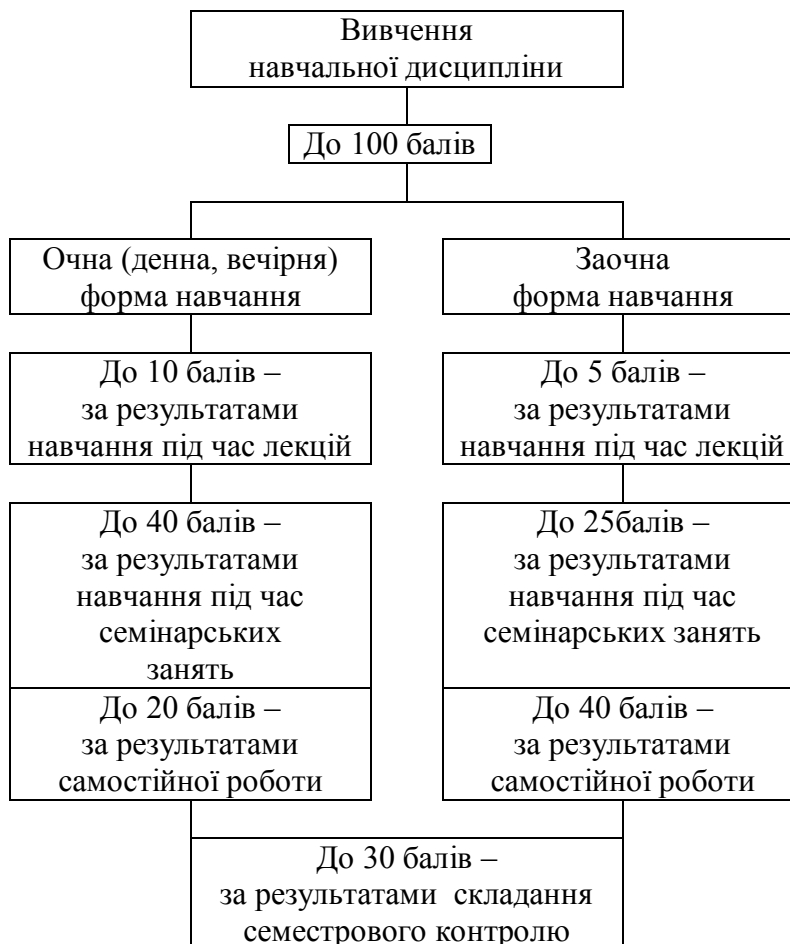 Вивчення
навчальної дисципліни
До 100 балів
Очна (денна, вечірня)
форма навчання
Заочна
форма навчання
До 10 балів –
за результатами
навчання під час лекцій
До 5 балів –
за результатами
навчання під час лекцій
До 40 балів –
за результатами
навчання під час
семінарських
занять
До 25балів –
за результатами
навчання під час
семінарських занять
До 20 балів –
за результатами
самостійної роботи
До 40 балів –
за результатами
самостійної роботи
До 30 балів –
за результатами  складання
семестрового контролю